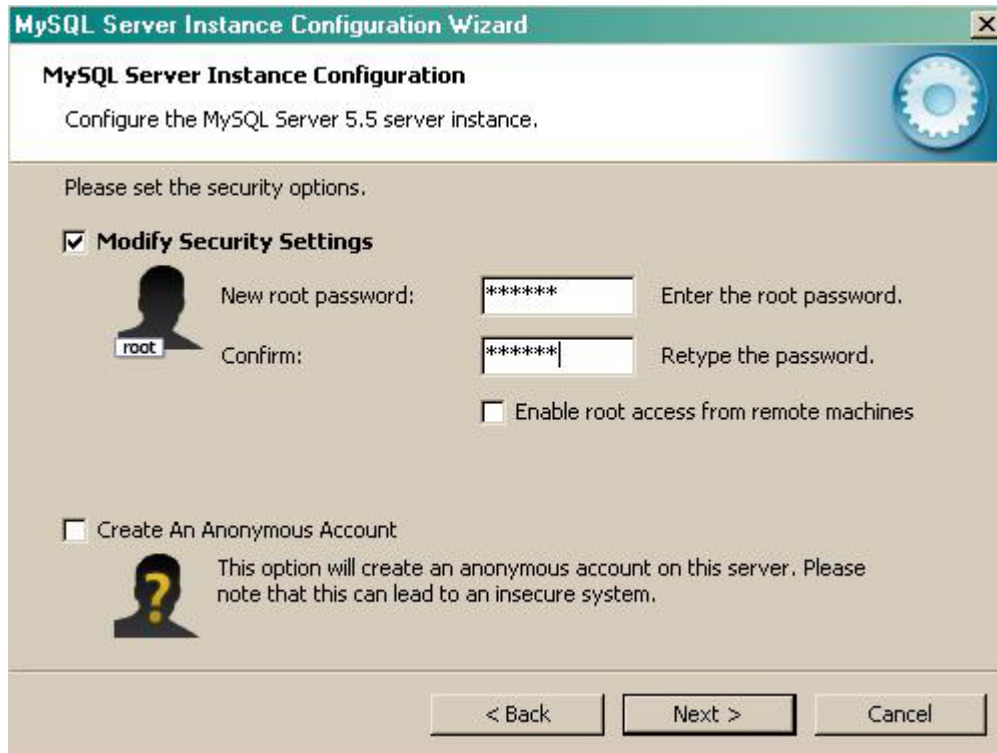 MySQL Server Instance Configuration Wizard
MySQL Server Instance Configuration
Configure the MySQL Server 5.5 server instance.
Please set the security options.
Modify Security Settings
New root password: ****** Enter the root password.
root
Confirm: ****** Retype the password.
Enable root access from remote machines
Create An Anonymous Account
?
This option will create an anonymous account on this server. Please
note that this can lead to an insecure system.
< Back Next > Cancel